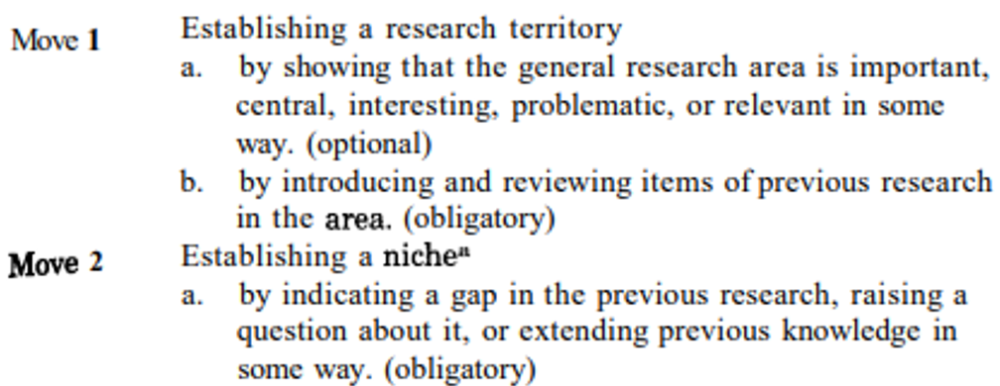 Move 1 Establishing a research territory
a. by showing that the general research area is important,
central, interesting, problematic, or relevant in some
way. (optional)
b. by introducing and reviewing items of previous research
in the area. (obligatory)
Move 2 Establishing a nicheⁿ
a. by indicating a gap in the previous research, raising a
question about it, or extending previous knowledge in
some way. (obligatory)